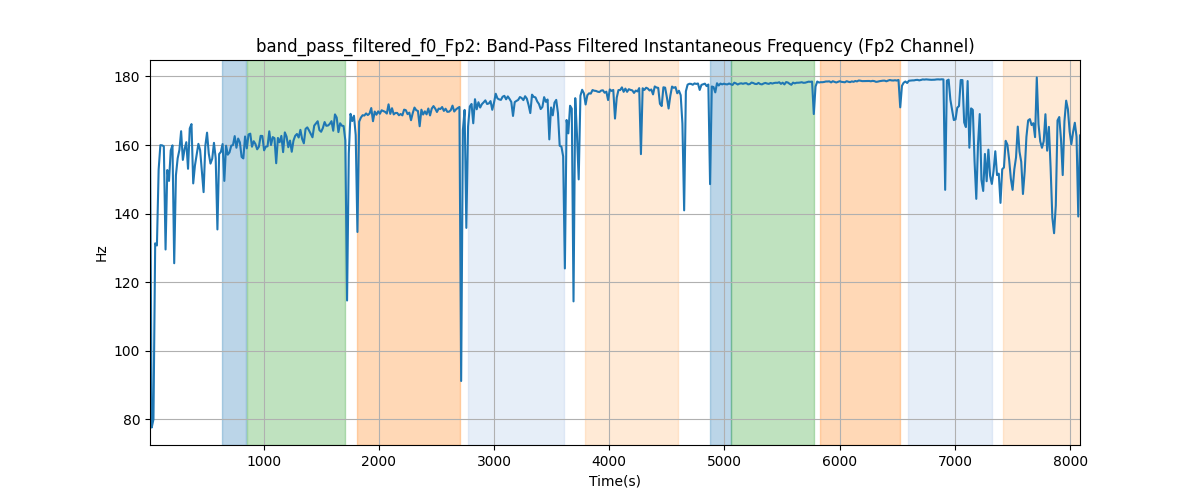 band_pass_filtered_f0_Fp2: Band-Pass Filtered Instantaneous Frequency (Fp2 Channel)
180
160
140
120
100
80
Hz
1000 2000 3000 4000 5000 6000 7000 8000
Time(s)